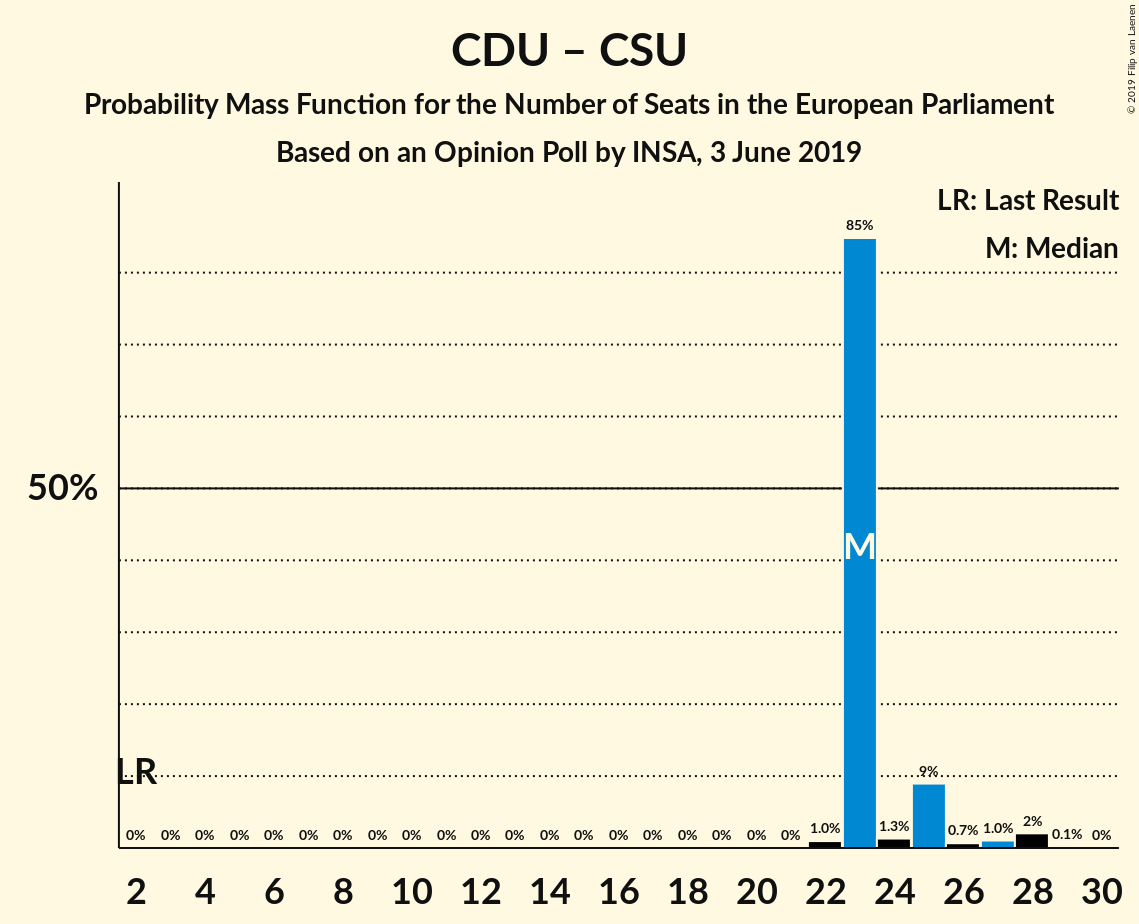 CDU – CSU
Probability Mass Function for the Number of Seats in the European Parliament
Based on an Opinion Poll by INSA, 3 June 2019
© 2019 Filip van Laenen
LR: Last Result
M: Median
85%
50%
M
LR
9%
0% 0% 0% 0% 0% 0% 0% 0% 0% 0% 0% 0% 0% 0% 0% 0% 0% 0% 0% 0% 1.0% 1.3% 0.7% 1.0% 2% 0.1% 0%
2 4 6 8 10 12 14 16 18 20 22 24 26 28 30